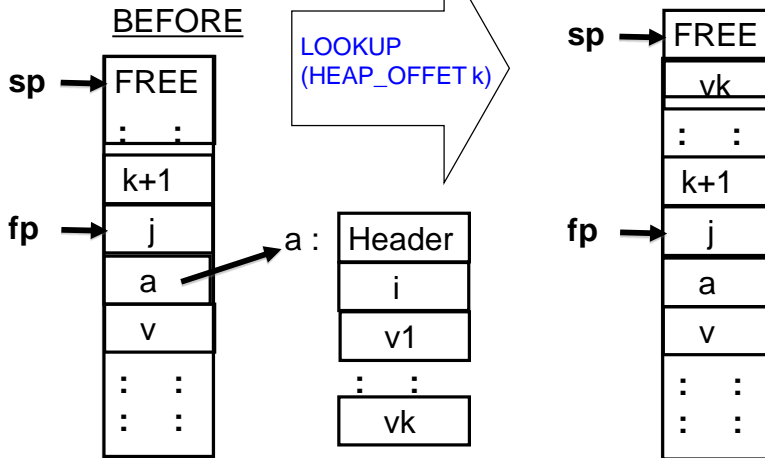 BEFORE
LOOKUP
(HEAP_OFFET k)
sp
FREE
: :
k+1
fp
j
a
v
: :
: :
a :
Header
i
v1
: :
vk
sp
FREE
vk
: :
k+1
fp
j
a
v
: :
: :